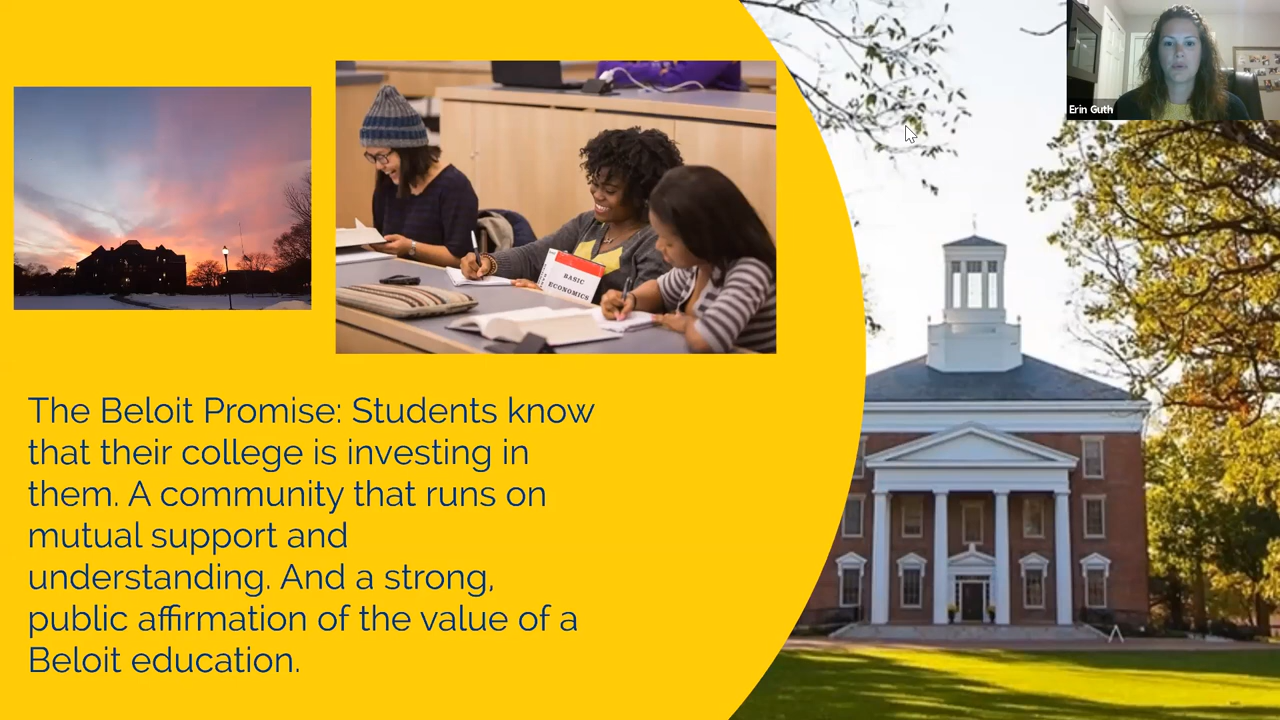 Erin Guth
BASIC
ECONOMICS
The Beloit Promise: Students know
that their college is investing in
them. A community that runs on
mutual support and
understanding. And a strong,
public affirmation of the value of a
Beloit education.